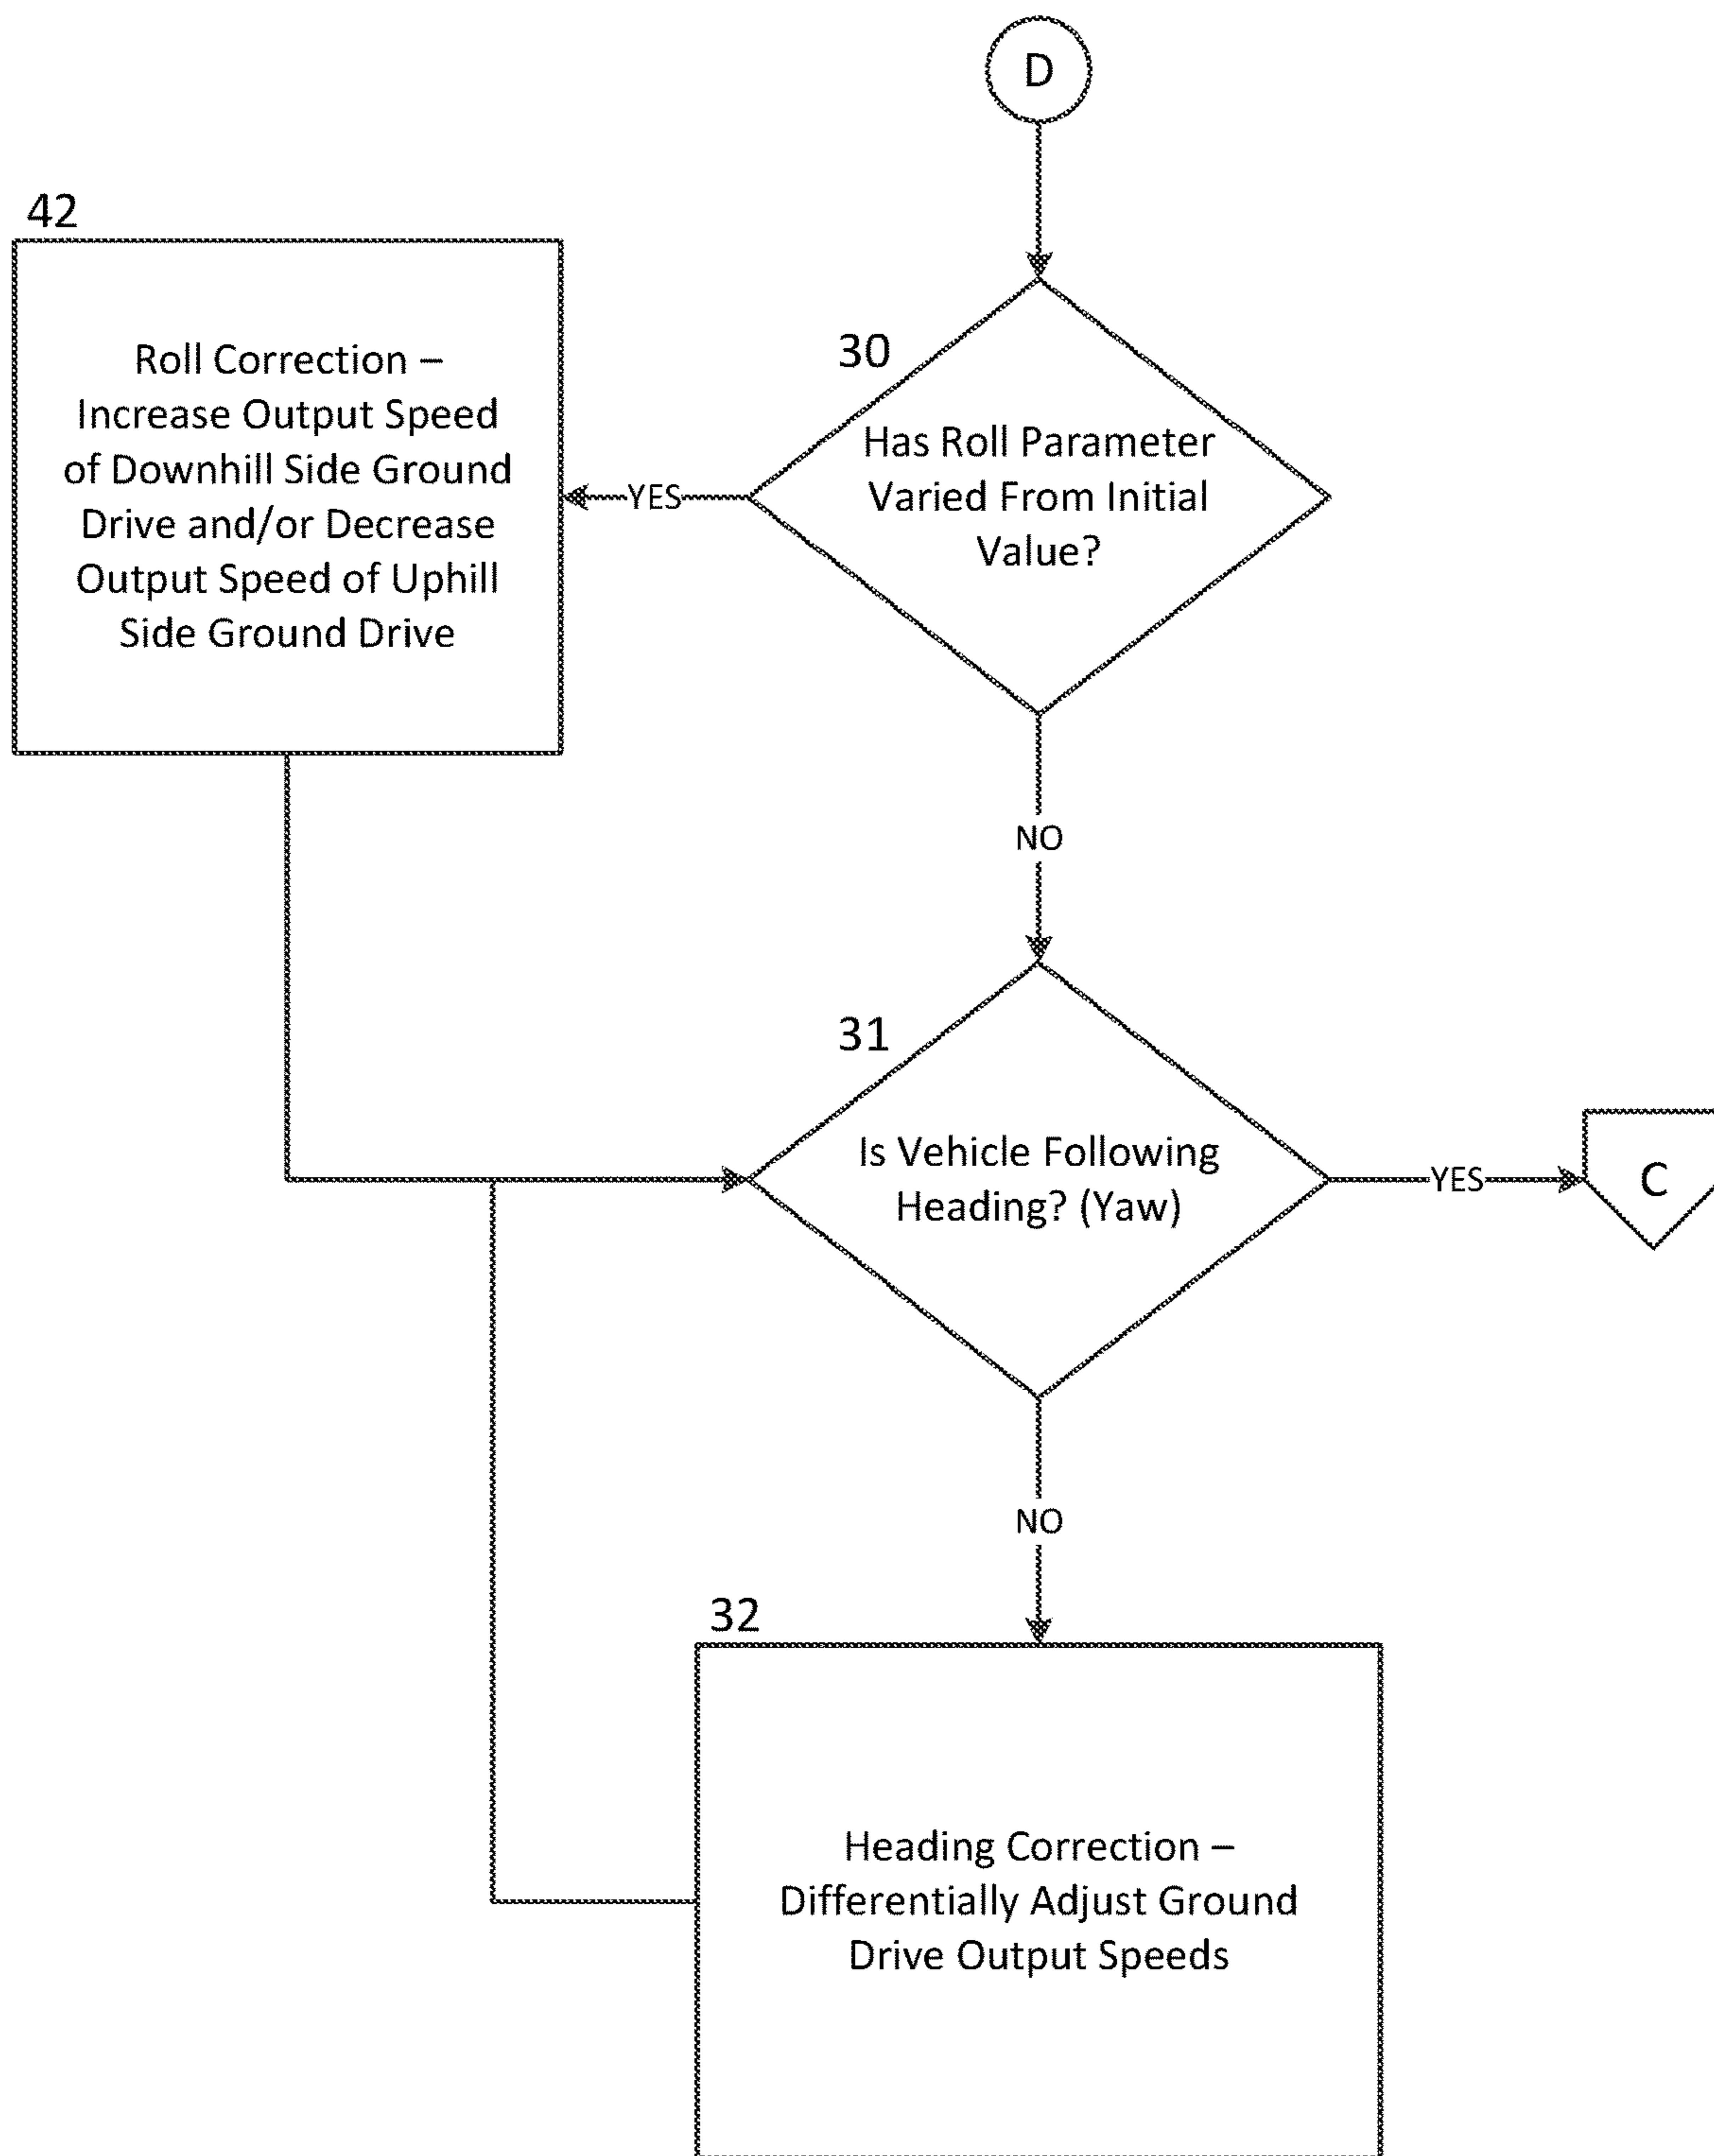 D
42
Roll Correction –
Increase Output Speed
of Downhill Side Ground
Drive and/or Decrease
Output Speed of Uphill
Side Ground Drive
30
Has Roll Parameter
Varied From Initial
Value?
YES
NO
31
Is Vehicle Following
Heading? (Yaw)
YES
C
NO
32
Heading Correction –
Differentially Adjust Ground
Drive Output Speeds